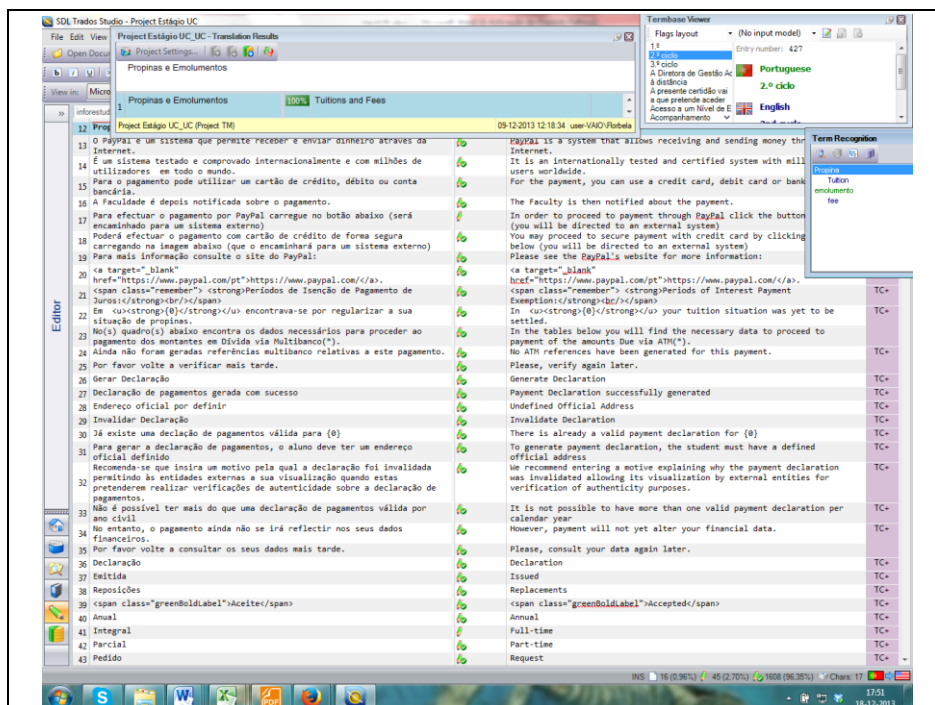 SDL Trados Studio - Project Estágio UC
File Edit View
Open Docur
View in: Micro
inforestud
Project Estágio UC_UC - Translation Results
Project Settings...
Propinas e Emolumentos
1 Propinas e Emolumentos 100% Tuitions and Fees
Project Estágio UC_UC (Project TM) 09-12-2013 12:18:34 user-VAIO\Florbela
Termbase Viewer
Flags layout (No input model)
1.º
2.º ciclo
3.º ciclo
A Diretora de Gestão Ac
à distância
A presente certidão vai
a que pretende aceder
Acesso a um Nível de E
Acompanhamento
Entry number: 427
Portuguese
2.º ciclo
English
Term Recognition
Propina
Tuition
emolumento
fee
Editor
12 Prop
13 O PayPal é um sistema que permite receber e enviar dinheiro através da
Internet.
PayPal is a system that allows receiving and sending money thr
Internet.
14 É um sistema testado e comprovado internacionalmente e com milhões de
utilizadores em todo o mundo.
It is an internationally tested and certified system with mill
users worldwide.
15 Para o pagamento pode utilizar um cartão de crédito, débito ou conta
bancária.
For the payment, you can use a credit card, debit card or bank
16 A Faculdade é depois notificada sobre o pagamento.
The Faculty is then notified about the payment.
17 Para efectuar o pagamento por PayPal carregue no botão abaixo (será
encaminhado para um sistema externo)
In order to proceed to payment through PayPal click the button
(you will be directed to an external system)
18 Poderá efectuar o pagamento com cartão de crédito de forma segura
carregando na imagem abaixo (que o encaminhará para um sistema externo)
You may proceed to secure payment with credit card by clicking
below (you will be directed to an external system)
19 Para mais informação consulte o site do PayPal:
Please see the PayPal's website for more information:
20 <a target="_blank"
href="https://www.paypal.com/pt">https://www.paypal.com/</a>.
<a target="_blank"
href="https://www.paypal.com/pt">https://www.paypal.com/</a>.
21 <span class="remember"> <strong>Períodos de Isenção de Pagamento de
Juros:</strong><br/></span>
<span class="remember"> <strong>Periods of Interest Payment
Exemption:</strong><br/></span>
TC+
22 Em <u><strong>{0}</strong></u> encontrava-se por regularizar a sua
situação de propinas.
In <u><strong>{0}</strong></u> your tuition situation was yet to be
settled.
TC+
23 No(s) quadro(s) abaixo encontra os dados necessários para proceder ao
pagamento dos montantes em Dívida via Multibanco(*).
In the tables below you will find the necessary data to proceed to
payment of the amounts Due via ATM(*).
TC+
24 Ainda não foram geradas referências multibanco relativas a este pagamento.
No ATM references have been generated for this payment.
TC+
25 Por favor volte a verificar mais tarde.
Please, verify again later.
26 Gerar Declaração
Generate Declaration
TC+
27 Declaração de pagamentos gerada com sucesso
Payment Declaration successfully generated
TC+
28 Endereço oficial por definir
Undefined Official Address
TC+
29 Invalidar Declaração
Invalidate Declaration
TC+
30 Já existe uma declação de pagamentos válida para {0}
There is already a valid payment declaration for {0}
TC+
31 Para gerar a declaração de pagamentos, o aluno deve ter um endereço
oficial definido
To generate payment declaration, the student must have a defined
official address
TC+
32 Recomenda-se que insira um motivo pela qual a declaração foi invalidada
permitindo às entidades externas a sua visualização quando estas
pretenderem realizar verificações de autenticidade sobre a declaração de
pagamentos.
We recommend entering a motive explaining why the payment declaration
was invalidated allowing its visualization by external entities for
verification of authenticity purposes.
TC+
33 Não é possível ter mais do que uma declaração de pagamentos válida por
ano civil
It is not possible to have more than one valid payment declaration per
calendar year
TC+
34 No entanto, o pagamento ainda não se irá reflectir nos seus dados
financeiros.
However, payment will not yet alter your financial data.
TC+
35 Por favor volte a consultar os seus dados mais tarde.
Please, consult your data again later.
TC+
36 Declaração
Declaration
TC+
37 Emitida
Issued
TC+
38 Reposições
Replacements
TC+
39 <span class="greenBoldLabel">Aceite</span>
<span class="greenBoldLabel">Accepted</span>
TC+
40 Anual
Annual
TC+
41 Integral
Full-time
TC+
42 Parcial
Part-time
TC+
43 Pedido
Request
TC+
INS 16 (0.96%) 45 (2.70%) 1608 (96.35%) Chars: 17
17:51
18-12-2013